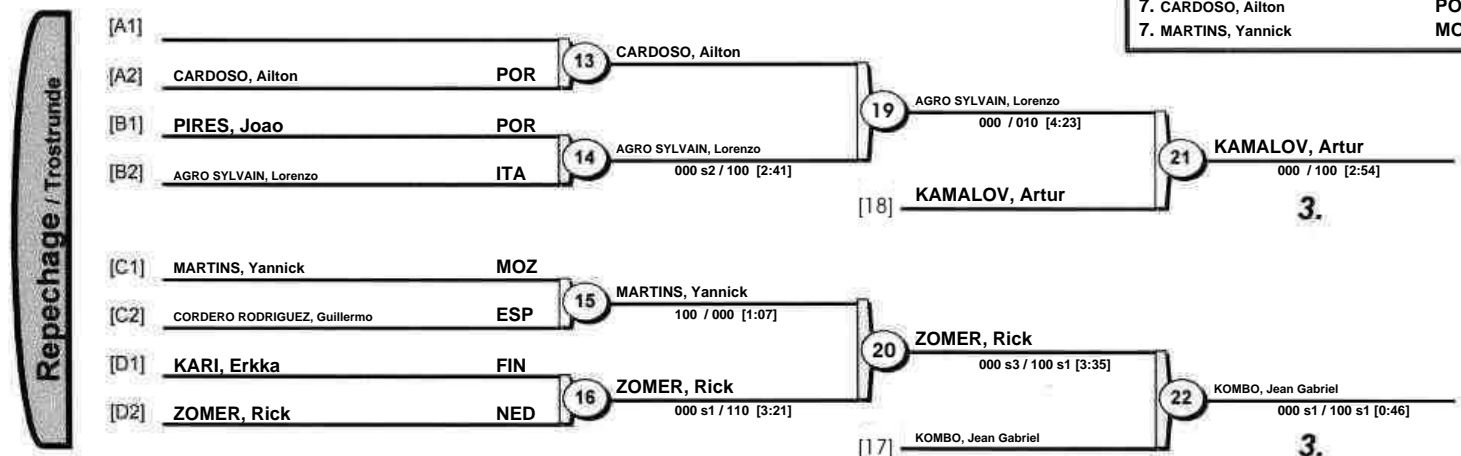 7. CARDOSO, Ailton PO
7. MARTINS, Yannick MO
Repechage / Trostrunde
[A1]
13 CARDOSO, Ailton
[A2] CARDOSO, Ailton POR
19 AGRO SYLVAIN, Lorenzo
000 / 010 [4:23]
[B1] PIRES, Joao POR
14 AGRO SYLVAIN, Lorenzo
000 s2 / 100 [2:41]
[B2] AGRO SYLVAIN, Lorenzo ITA
21 KAMALOV, Artur
000 / 100 [2:54]
[18] KAMALOV, Artur
3.
[C1] MARTINS, Yannick MOZ
15 MARTINS, Yannick
100 / 000 [1:07]
[C2] CORDERO RODRIGUEZ, Guillermo ESP
20 ZOMER, Rick
000 s3 / 100 s1 [3:35]
[D1] KARI, Erkka FIN
16 ZOMER, Rick
000 s1 / 110 [3:21]
[D2] ZOMER, Rick NED
22 KOMBO, Jean Gabriel
000 s1 / 100 s1 [0:46]
[17] KOMBO, Jean Gabriel
3.